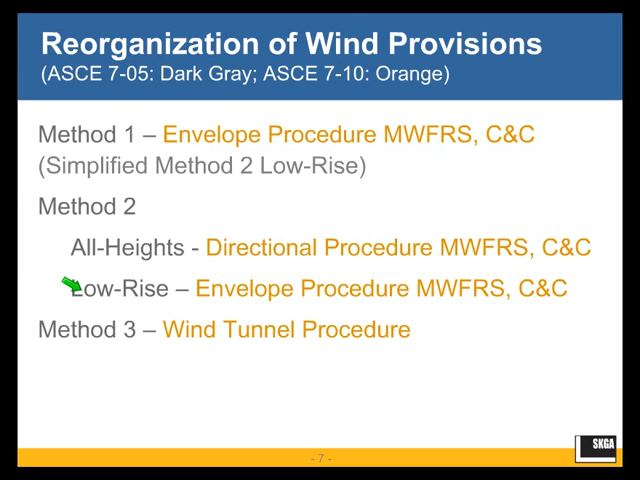 Reorganization of Wind Provisions
(ASCE 7-05: Dark Gray; ASCE 7-10: Orange)
Method 1 – Envelope Procedure MWFRS, C&C
(Simplified Method 2 Low-Rise)
Method 2
All-Heights - Directional Procedure MWFRS, C&C
Low-Rise – Envelope Procedure MWFRS, C&C
Method 3 – Wind Tunnel Procedure
SKGA
- 7 -